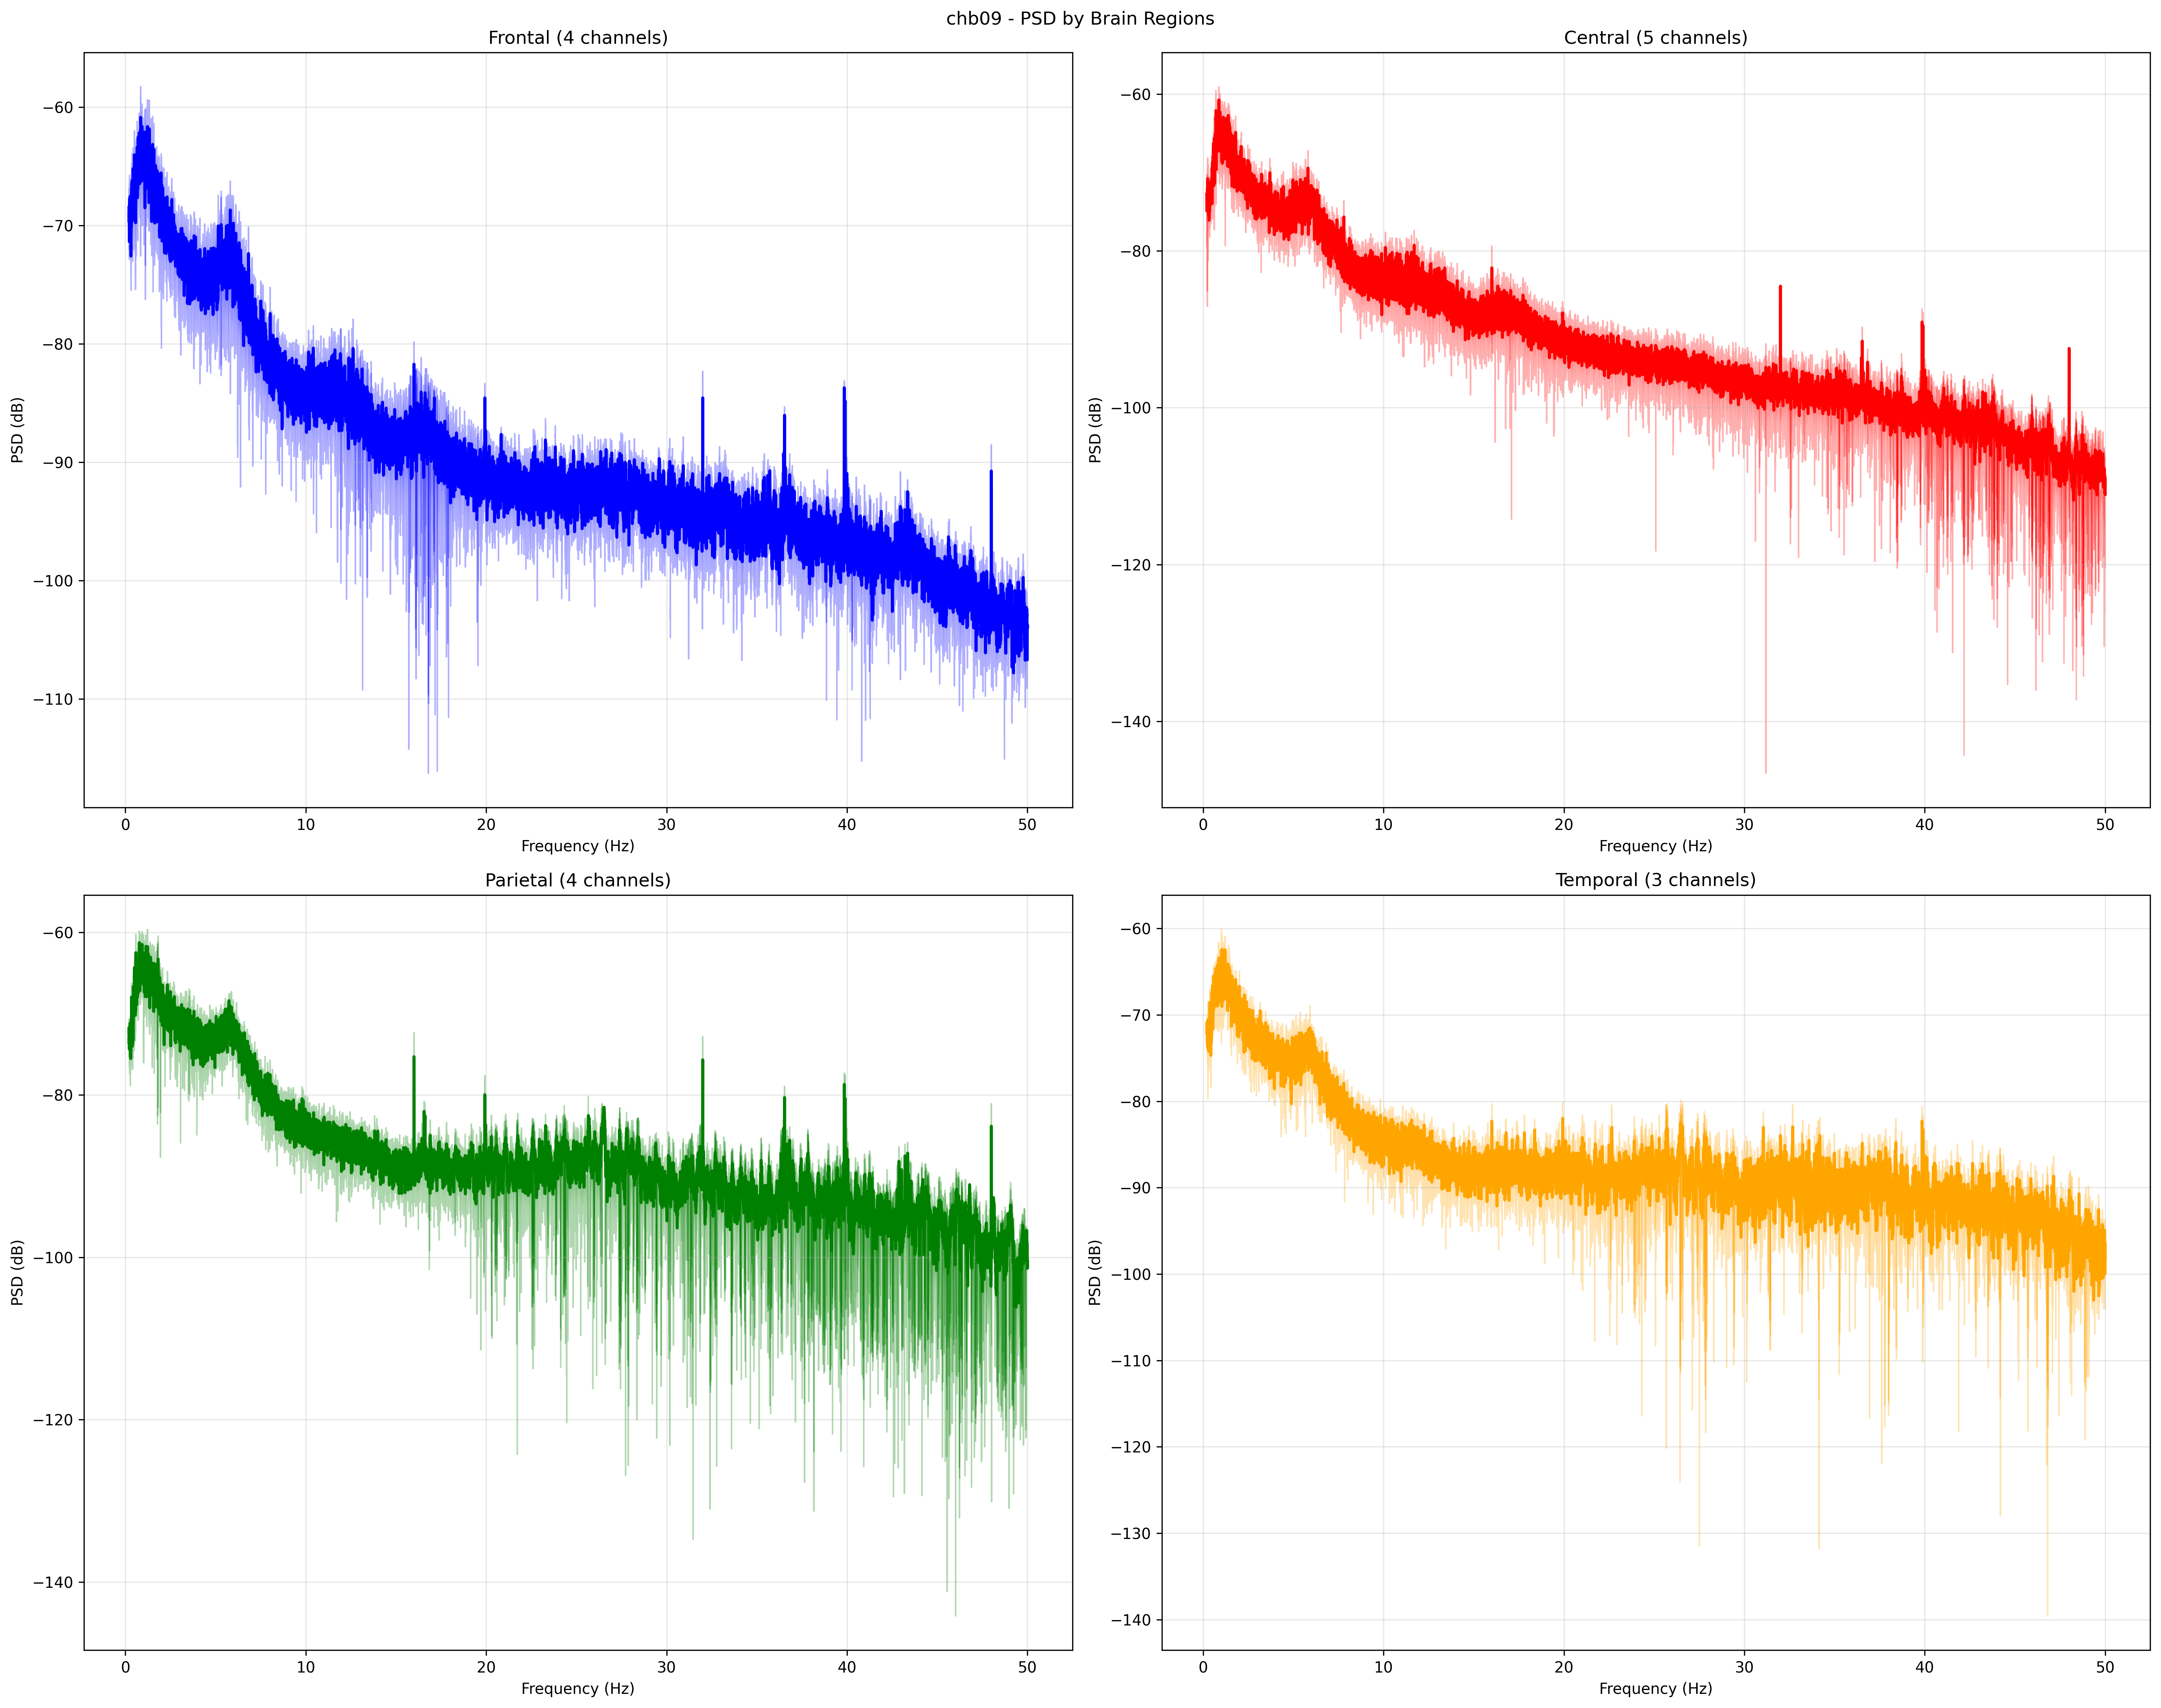 chb09 - PSD by Brain Regions
Frontal (4 channels)
PSD (dB)
−60
−70
−80
−90
−100
−110
0 10 20 30 40 50
Frequency (Hz)
Central (5 channels)
PSD (dB)
−60
−80
−100
−120
−140
0 10 20 30 40 50
Frequency (Hz)
Parietal (4 channels)
PSD (dB)
−60
−80
−100
−120
−140
0 10 20 30 40 50
Frequency (Hz)
Temporal (3 channels)
PSD (dB)
−60
−70
−80
−90
−100
−110
−120
−130
−140
0 10 20 30 40 50
Frequency (Hz)